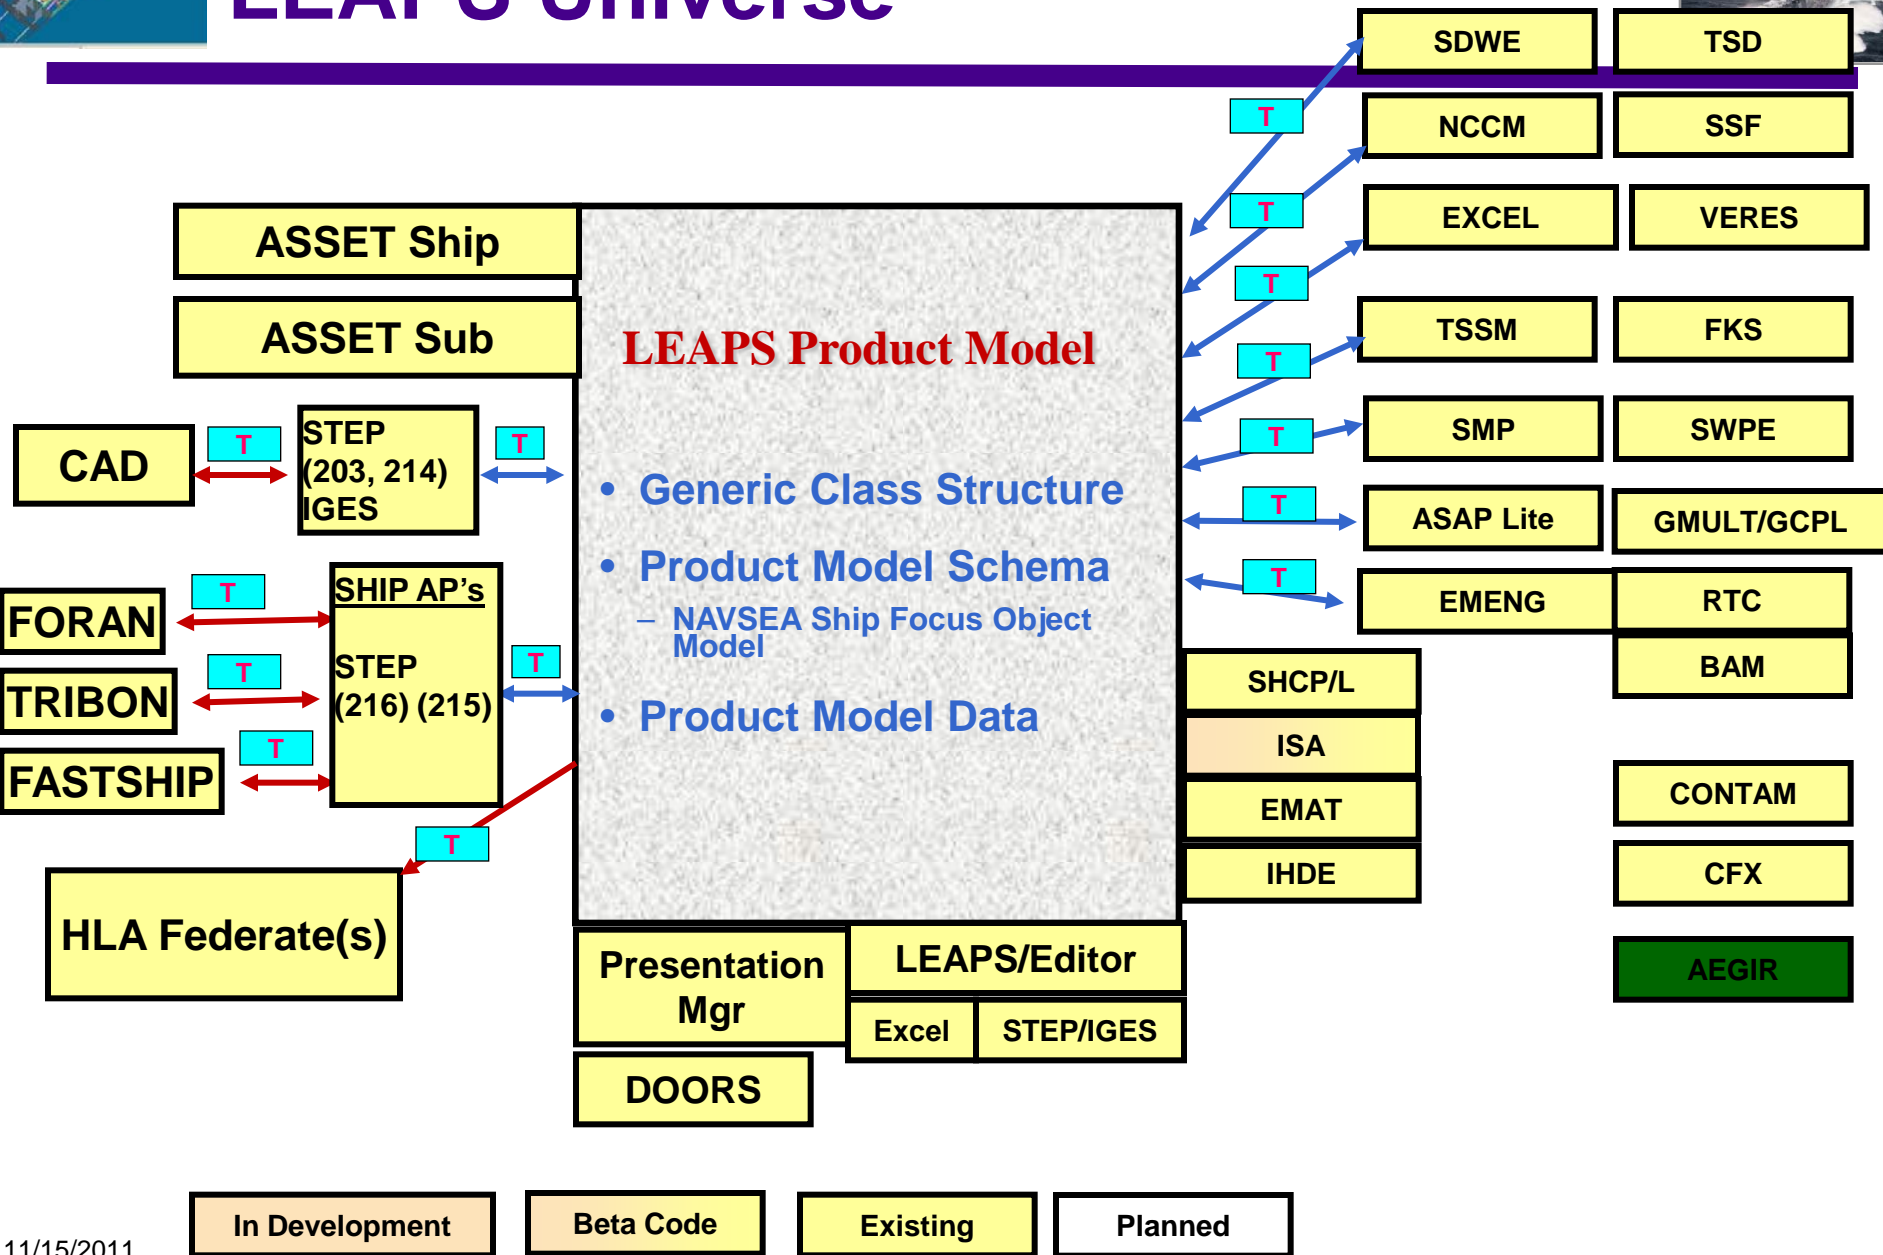 LEAPS Universe
SDWE
TSD
T
NCCM
SSF
T
EXCEL
VERES
ASSET Ship
T
ASSET Sub
TSSM
FKS
LEAPS Product Model
T
SMP
SWPE
T
CAD
T
STEP
(203, 214)
IGES
T
• Generic Class Structure
ASAP Lite
GMULT/GCPL
T
• Product Model Schema
– NAVSEA Ship Focus Object
Model
EMENG
RTC
T
FORAN
T
SHIP AP's
STEP
(216) (215)
T
TRIBON
T
BAM
SHCP/L
• Product Model Data
ISA
FASTSHIP
T
EMAT
CONTAM
T
IHDE
CFX
HLA Federate(s)
Presentation
Mgr
LEAPS/Editor
AEGIR
Excel
STEP/IGES
DOORS
In Development
Beta Code
Existing
Planned
11/15/2011